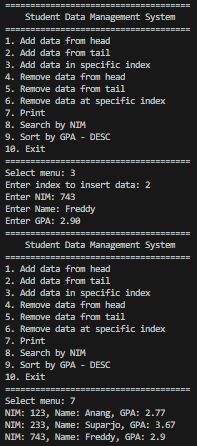 =====================================
Student Data Management System
=====================================
1. Add data from head
2. Add data from tail
3. Add data in specific index
4. Remove data from head
5. Remove data from tail
6. Remove data at specific index
7. Print
8. Search by NIM
9. Sort by GPA - DESC
10. Exit
=====================================
Select menu: 3
Enter index to insert data: 2
Enter NIM: 743
Enter Name: Freddy
Enter GPA: 2.90
=====================================
Student Data Management System
=====================================
1. Add data from head
2. Add data from tail
3. Add data in specific index
4. Remove data from head
5. Remove data from tail
6. Remove data at specific index
7. Print
8. Search by NIM
9. Sort by GPA - DESC
10. Exit
=====================================
Select menu: 7
NIM: 123, Name: Anang, GPA: 2.77
NIM: 233, Name: Suparjo, GPA: 3.67
NIM: 743, Name: Freddy, GPA: 2.9